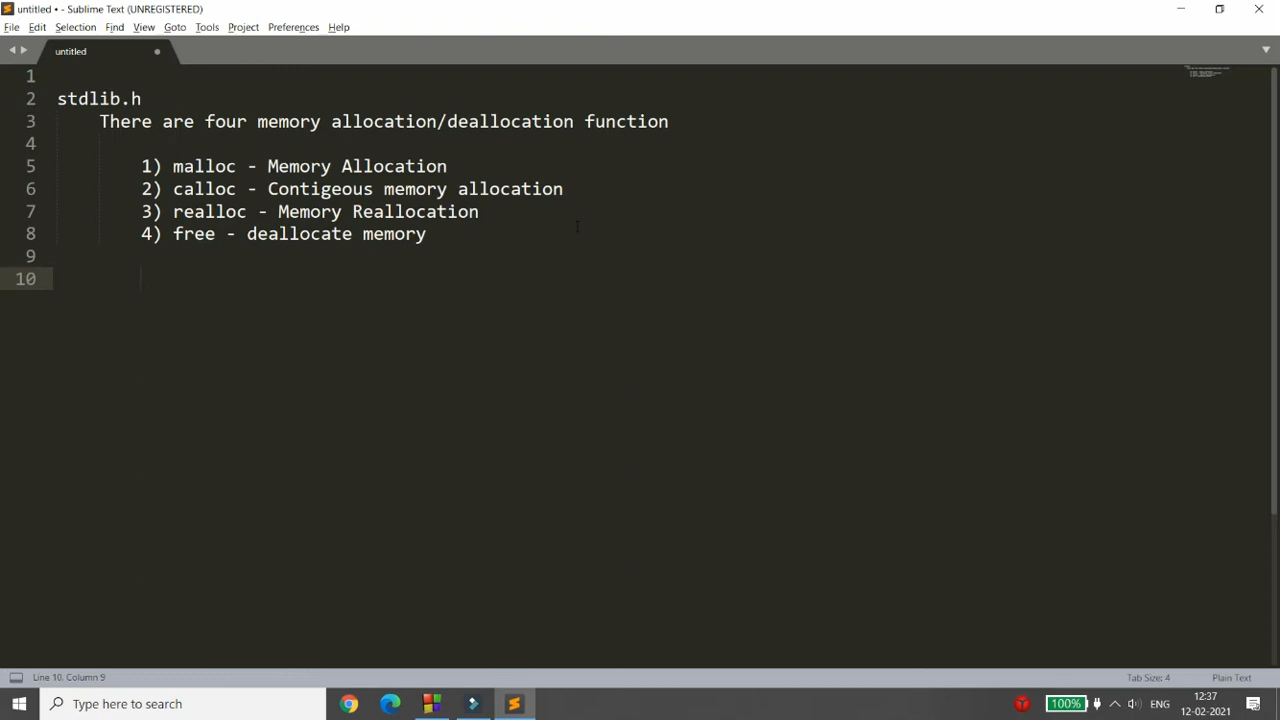 untitled • - Sublime Text (UNREGISTERED)
File Edit Selection Find View Goto Tools Project Preferences Help
untitled
1
2 stdlib.h
3 There are four memory allocation/deallocation function
4
5 1) malloc - Memory Allocation
6 2) calloc - Contigeous memory allocation
7 3) realloc - Memory Reallocation
8 4) free - deallocate memory
9
10
Line 10, Column 9 Tab Size: 4 Plain Text
Type here to search 100% ENG 12:37
12-02-2021